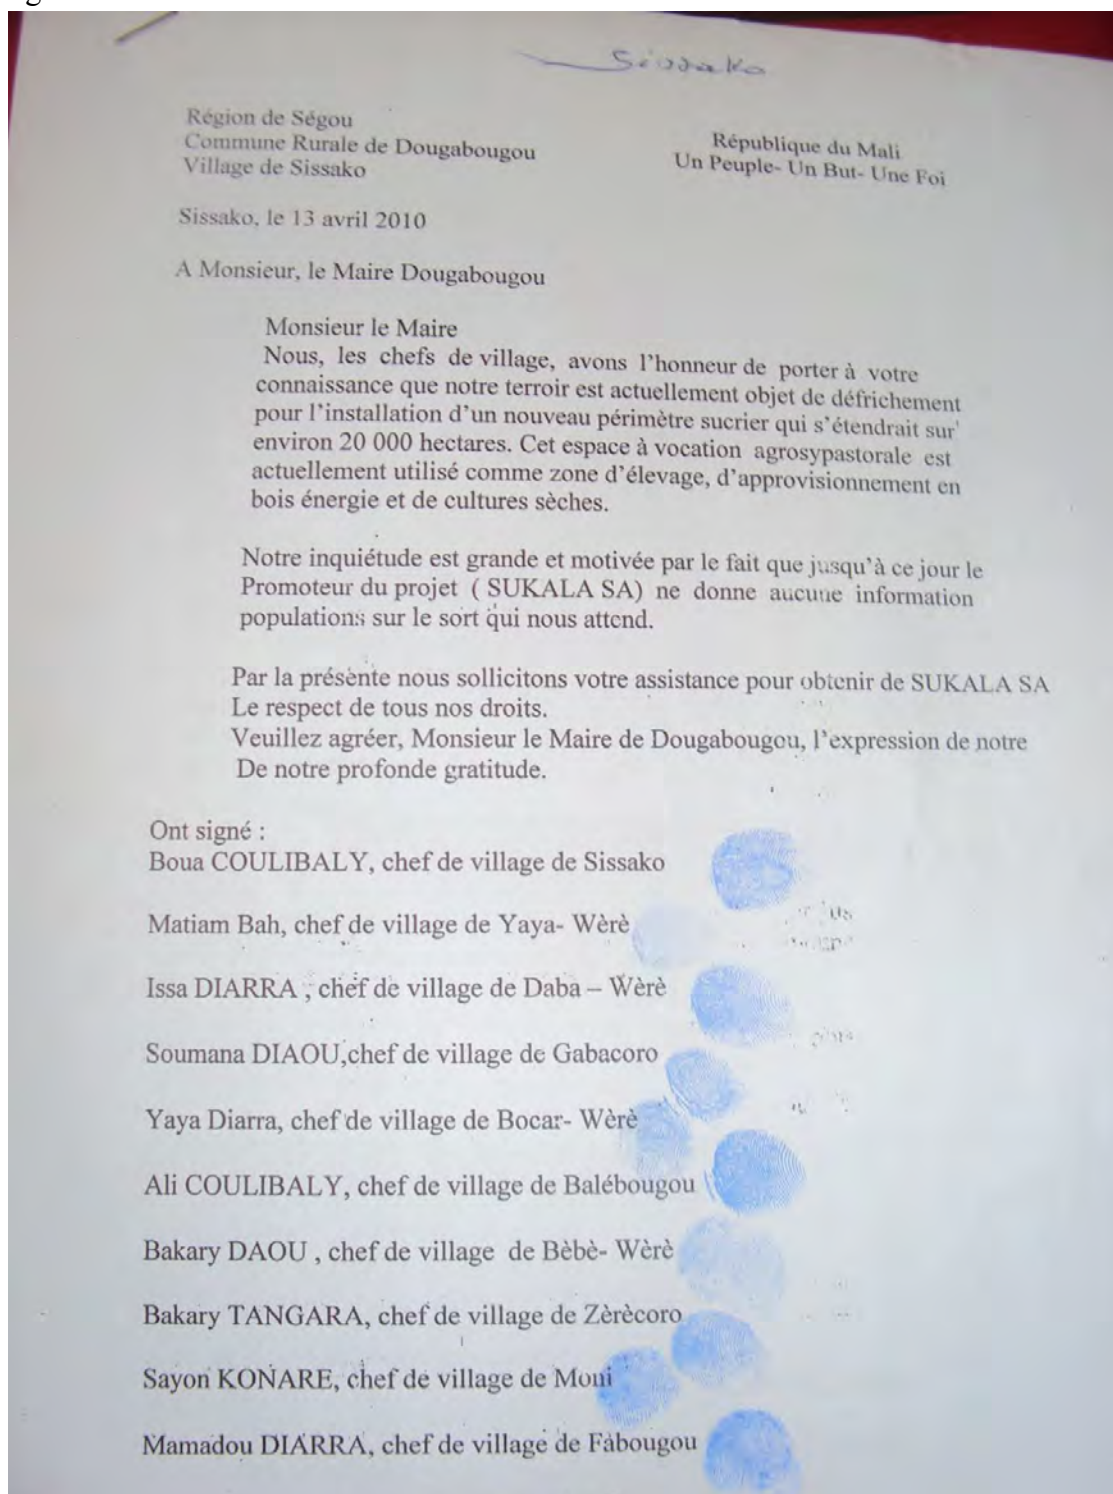 Sissako
Région de Ségou
Commune Rurale de Dougabougou
Village de Sissako
République du Mali
Un Peuple- Un But- Une Foi
Sissako, le 13 avril 2010
A Monsieur, le Maire Dougabougou
Monsieur le Maire
Nous, les chefs de village, avons l'honneur de porter à votre
connaissance que notre terroir est actuellement objet de défrichement
pour l'installation d'un nouveau périmètre sucrier qui s'étendrait sur
environ 20 000 hectares. Cet espace à vocation agrosypastorale est
actuellement utilisé comme zone d'élevage, d'approvisionnement en
bois énergie et de cultures sèches.
Notre inquiétude est grande et motivée par le fait que jusqu'à ce jour le
Promoteur du projet ( SUKALA SA) ne donne aucune information
populations sur le sort qui nous attend.
Par la présente nous sollicitons votre assistance pour obtenir de SUKALA SA
Le respect de tous nos droits.
Veuillez agréer, Monsieur le Maire de Dougabougou, l'expression de notre
De notre profonde gratitude.
Ont signé :
Boua COULIBALY, chef de village de Sissako
Matiam Bah, chef de village de Yaya- Wèrè
Issa DIARRA , chef de village de Daba – Wèrè
Soumana DIAOU,chef de village de Gabacoro
Yaya Diarra, chef de village de Bocar- Wèrè
Ali COULIBALY, chef de village de Balébougou
Bakary DAOU , chef de village de Bèbè- Wèrè
Bakary TANGARA, chef de village de Zèrècoro
Sayon KONARE, chef de village de Moni
Mamadou DIARRA, chef de village de Fabougou